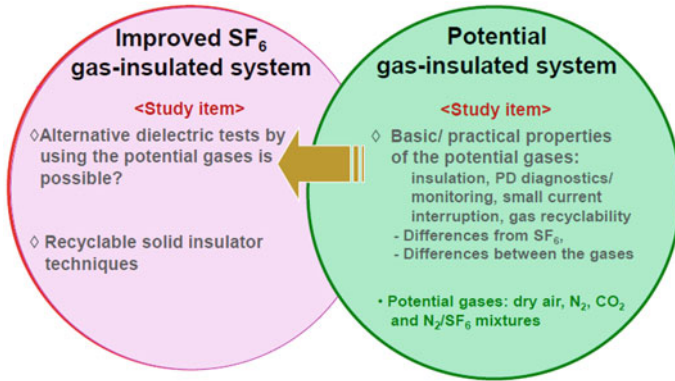 Improved SF₆
gas-insulated system
<Study item>
◊Alternative dielectric tests by
using the potential gases is
possible?
◊ Recyclable solid insulator
techniques
Potential
gas-insulated system
<Study item>
◊ Basic/ practical properties
of the potential gases:
insulation, PD diagnostics/
monitoring, small current
interruption, gas recyclability
- Differences from SF₆,
- Differences between the gases
• Potential gases: dry air, N₂, CO₂
and N₂/SF₆ mixtures